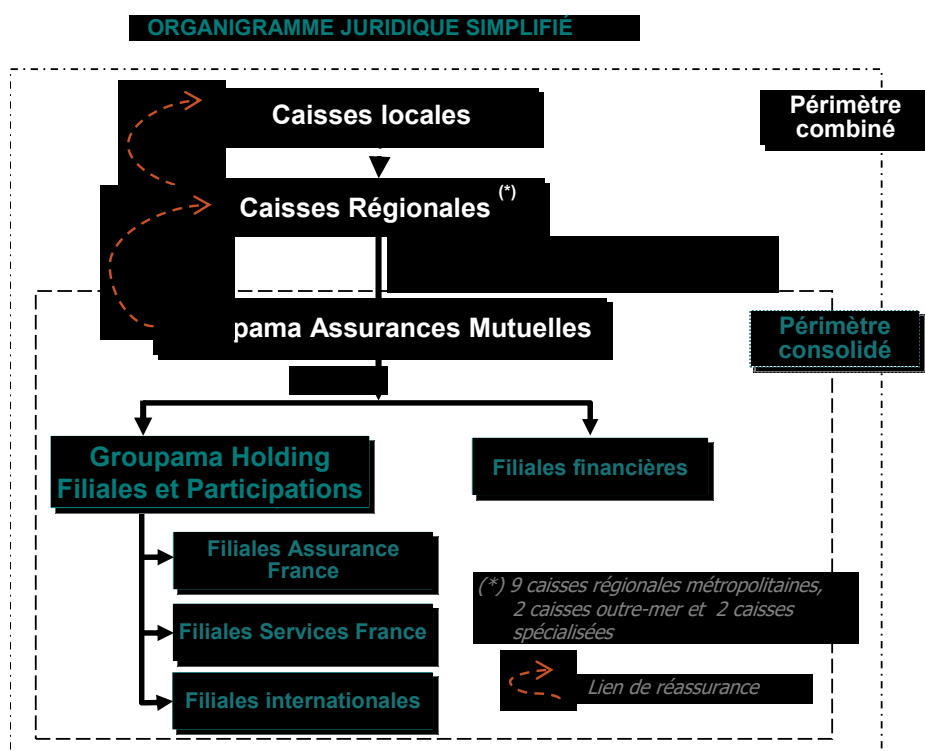 ORGANIGRAMME JURIDIQUE SIMPLIFIÉ
Caisses locales
Périmètre
combiné
Caisses Régionales (*)
pama Assurances Mutuelles
Périmètre
consolidé
Groupama Holding
Filiales et Participations
Filiales financières
Filiales Assurance
France
(*) 9 caisses régionales métropolitaines,
2 caisses outre-mer et 2 caisses
spécialisées
Filiales Services France
Lien de réassurance
Filiales internationales